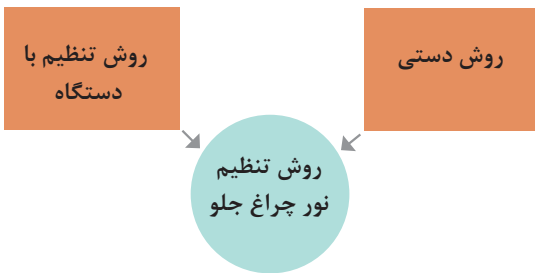 روش دستی
روش تنظیم با
دستگاه
روش تنظیم
نور چراغ جلو